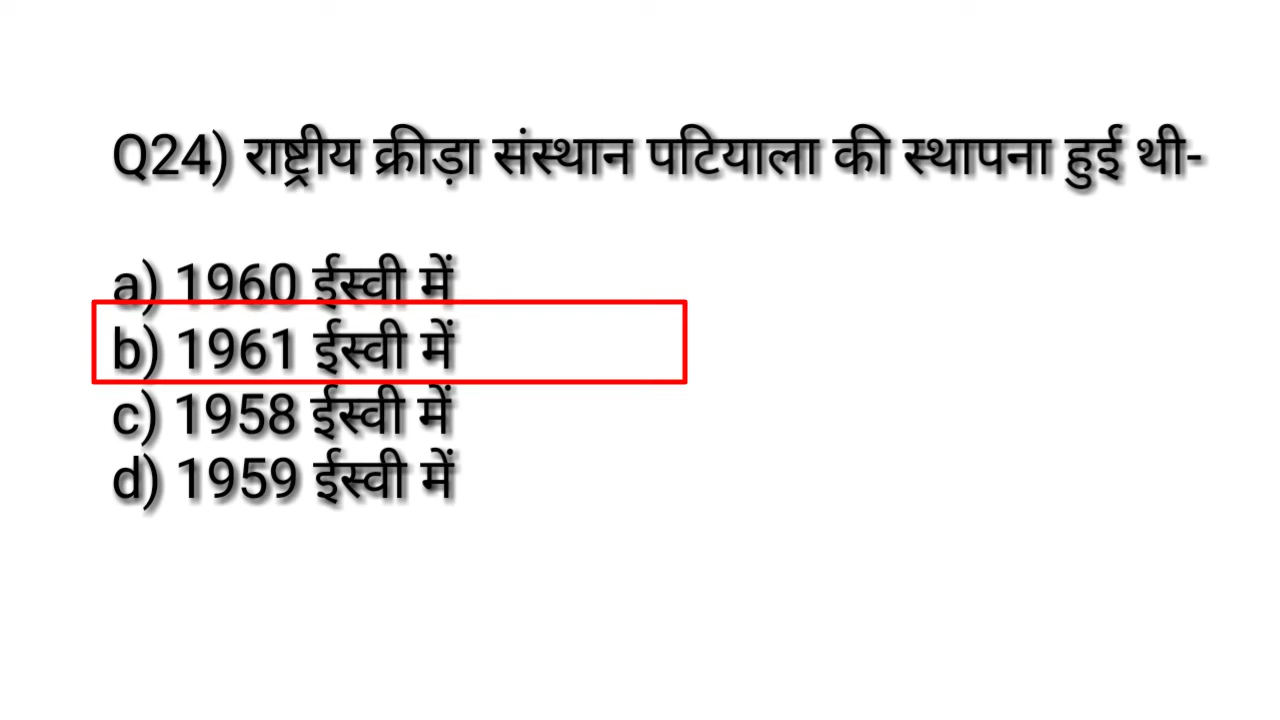 Q24) राष्ट्रीय क्रीड़ा संस्थान पटियाला की स्थापना हुई थी-
a) 1960 ईस्वी में
b) 1961 ईस्वी में
c) 1958 ईस्वी में
d) 1959 ईस्वी में